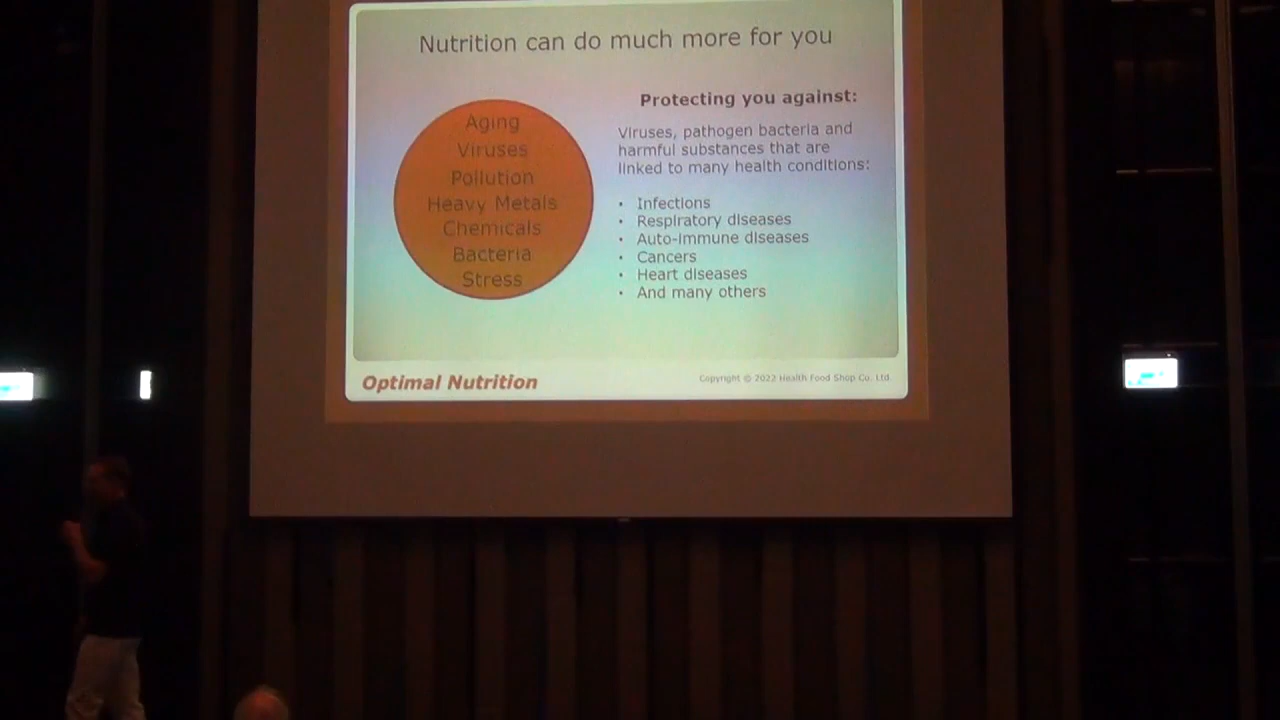 Nutrition can do much more for you
Aging
Viruses
Pollution
Heavy Metals
Chemicals
Bacteria
Stress
Protecting you against:
Viruses, pathogen bacteria and
harmful substances that are
linked to many health conditions:
• Infections
• Respiratory diseases
• Auto-immune diseases
• Cancers
• Heart diseases
• And many others
Optimal Nutrition
Copyright © 2022 Health Food Shop Co. Ltd.